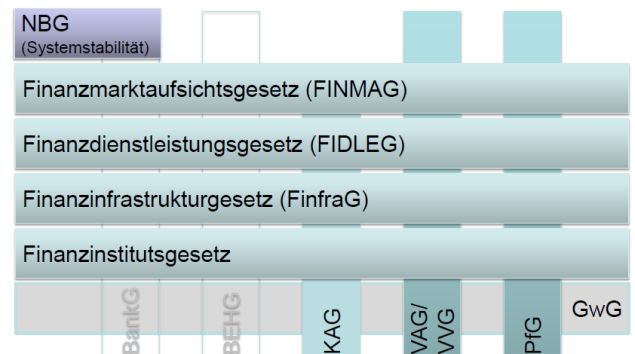 NBG
(Systemstabilität)
Finanzmarktaufsichtsgesetz (FINMAG)
Finanzdienstleistungsgesetz (FIDLEG)
Finanzinfrastrukturgesetz (FinfraG)
Finanzinstitutsgesetz
BankG
BEHG
KAG
VAG/
VVG
PfG
GwG